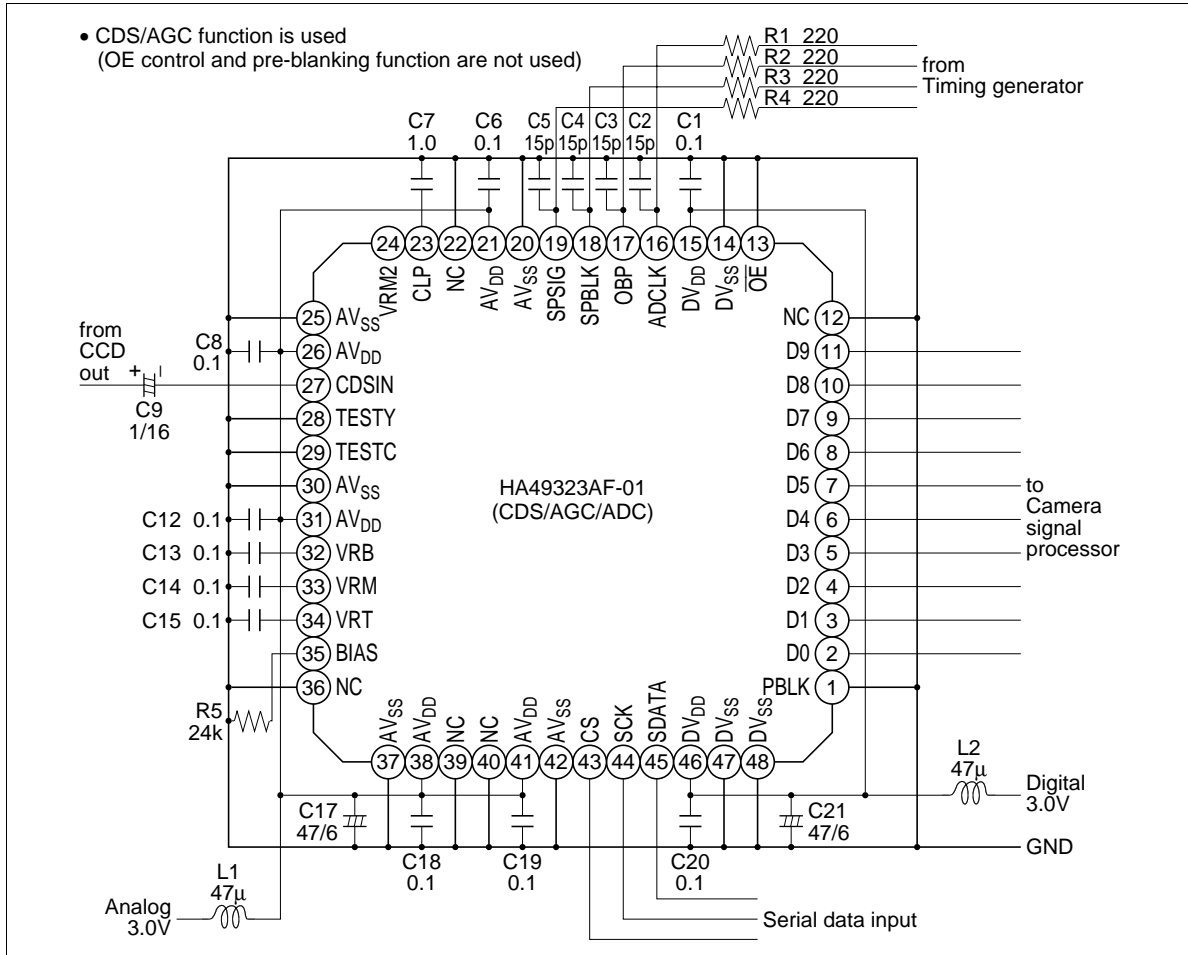 • CDS/AGC function is used
(OE control and pre-blanking function are not used)
R1 220
R2 220
R3 220
R4 220
from
Timing generator
C7
1.0
C6
0.1
C5
15p
C4
15p
C3
15p
C2
15p
C1
0.1
24 23 22 21 20 19 18 17 16 15 14 13
VRM2 CLP NC AVDD AVSS SPSIG SPBLK OBP ADCLK DVDD DVSS OE
from
CCD
out
+ -
C9
1/16
C8
0.1
25 AVSS
26 AVDD
27 CDSIN
28 TESTY
29 TESTC
30 AVSS
C12 0.1 31 AVDD
C13 0.1 32 VRB
C14 0.1 33 VRM
C15 0.1 34 VRT
35 BIAS
36 NC
R5
24k
HA49323AF-01
(CDS/AGC/ADC)
NC 12
D9 11
D8 10
D7 9
D6 8
D5 7
D4 6
D3 5
D2 4
D1 3
D0 2
PBLK 1
to
Camera
signal
processor
AVSS AVDD NC NC AVDD AVSS CS SCK SDATA DVDD DVSS DVSS
37 38 39 40 41 42 43 44 45 46 47 48
C17
47/6
C18
0.1
C19
0.1
C20
0.1
C21
47/6
L2
47μ
Digital
3.0V
GND
L1
47μ
Analog
3.0V
Serial data input